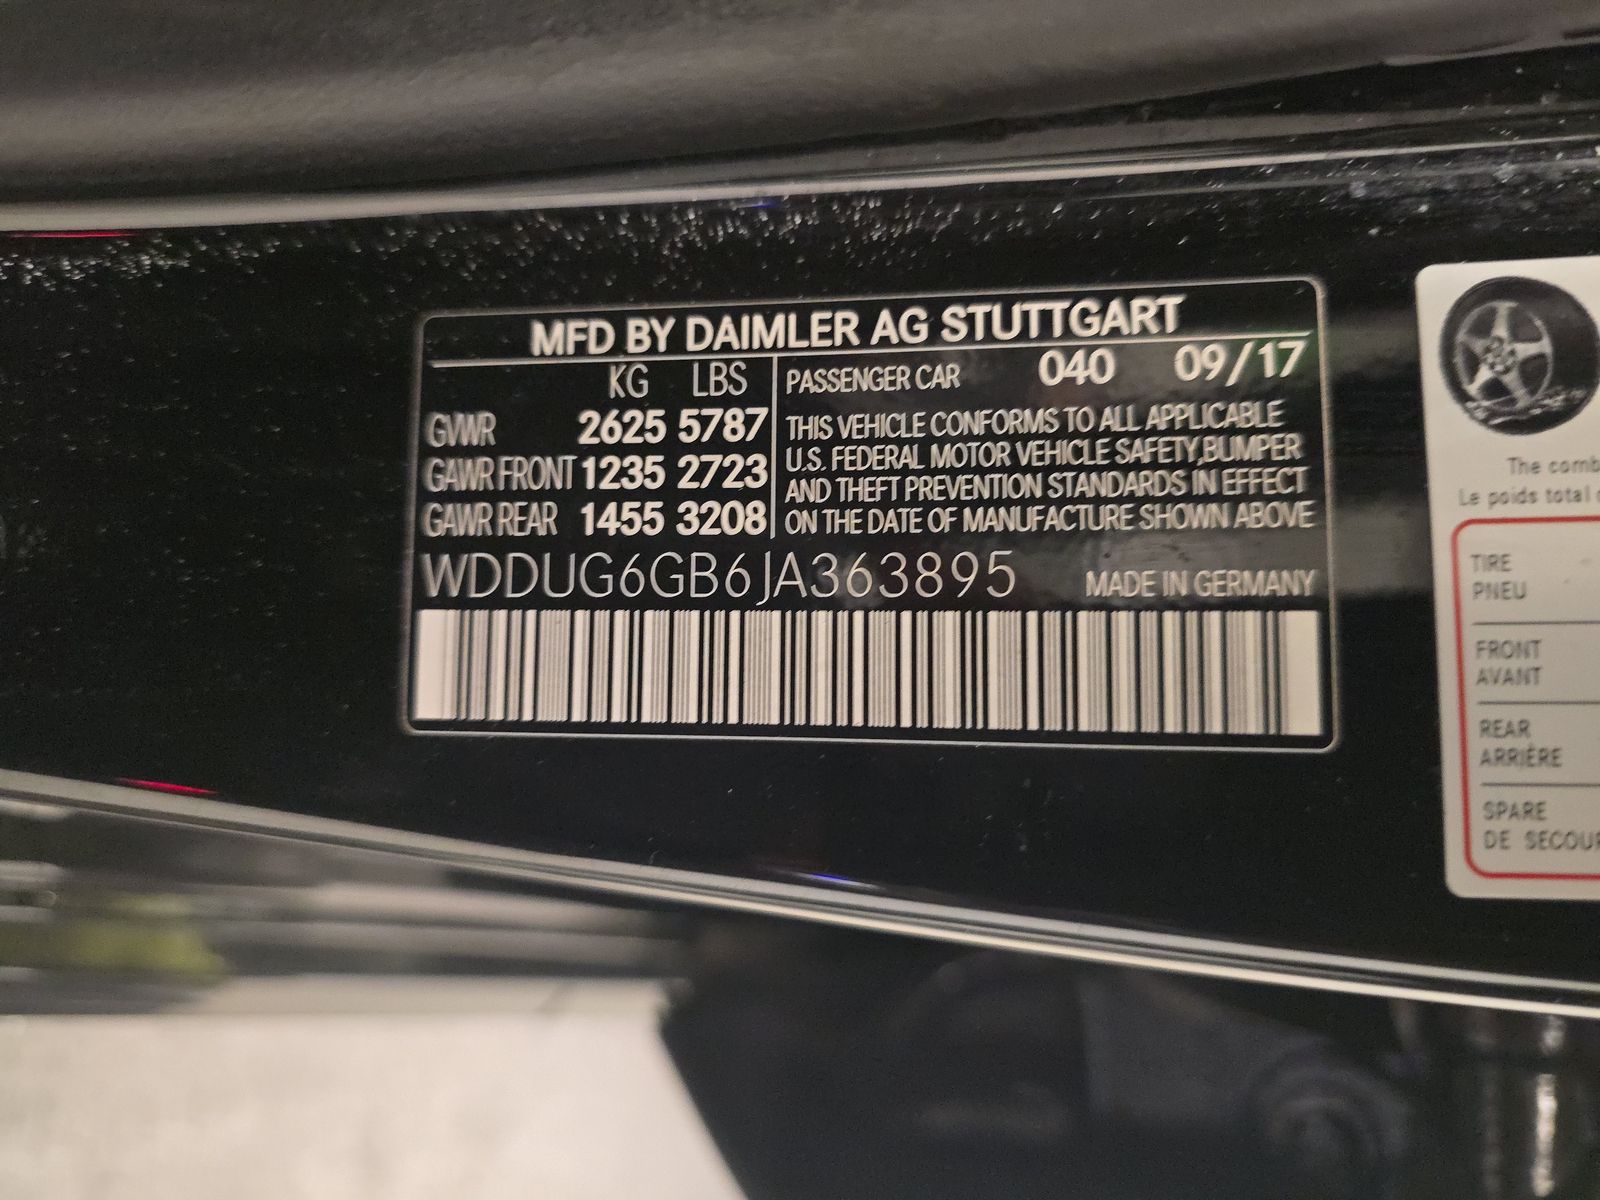 MFD BY DAIMLER AG STUTTGART
KG LBS
GVWR 2625 5787
GAWR FRONT 1235 2723
GAWR REAR 1455 3208
PASSENGER CAR 040 09/17
THIS VEHICLE CONFORMS TO ALL APPLICABLE
U.S. FEDERAL MOTOR VEHICLE SAFETY,BUMPER
AND THEFT PREVENTION STANDARDS IN EFFECT
ON THE DATE OF MANUFACTURE SHOWN ABOVE
WDDUG6GB6JA363895 MADE IN GERMANY
The comb
Le poids total
TIRE
PNEU
FRONT
AVANT
REAR
ARRIÈRE
SPARE
DE SECOUR